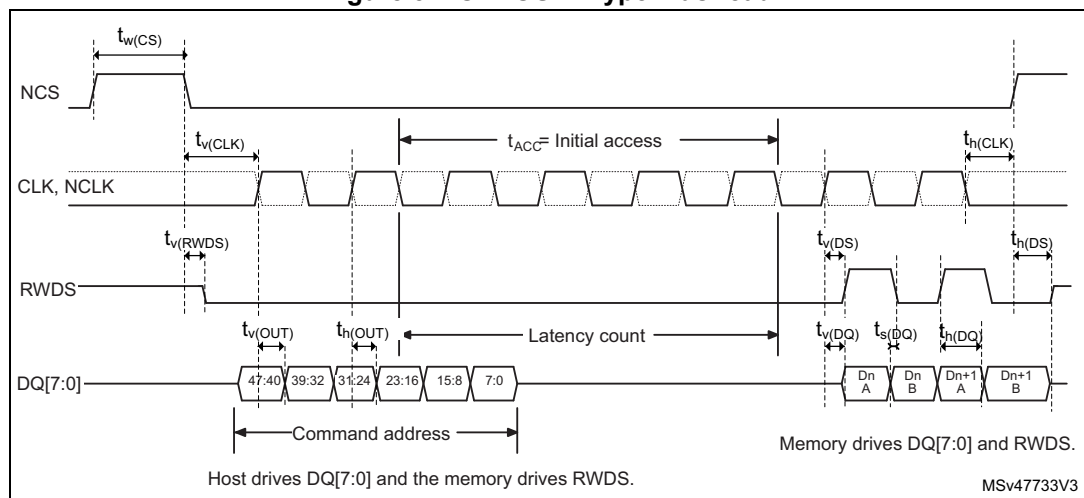 tw(CS)
NCS
tv(CLK)
tACC= Initial access
th(CLK)
CLK, NCLK
tv(RWDS)
tv(DS)
th(DS)
RWDS
tv(OUT)
th(OUT)
Latency count
tv(DQ)
ts(DQ)
th(DQ)
DQ[7:0]
47:40 39:32 31:24 23:16 15:8 7:0
Dn A
Dn B
Dn+1 A
Dn+1 B
Command address
Memory drives DQ[7:0] and RWDS.
Host drives DQ[7:0] and the memory drives RWDS.
MSv47733V3